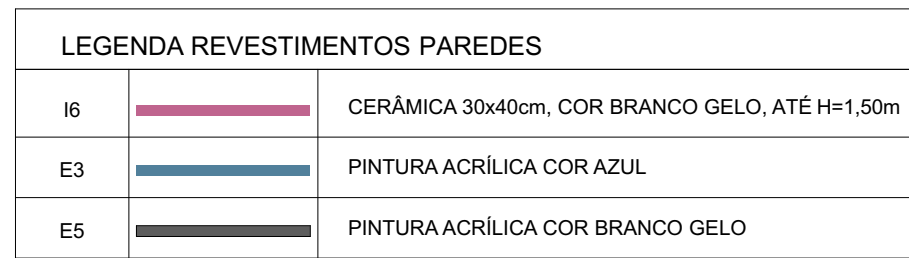 LEGENDA REVESTIMENTOS PAREDES
I6 CERÂMICA 30x40cm, COR BRANCO GELO, ATÉ H=1,50m
E3 PINTURA ACRÍLICA COR AZUL
E5 PINTURA ACRÍLICA COR BRANCO GELO